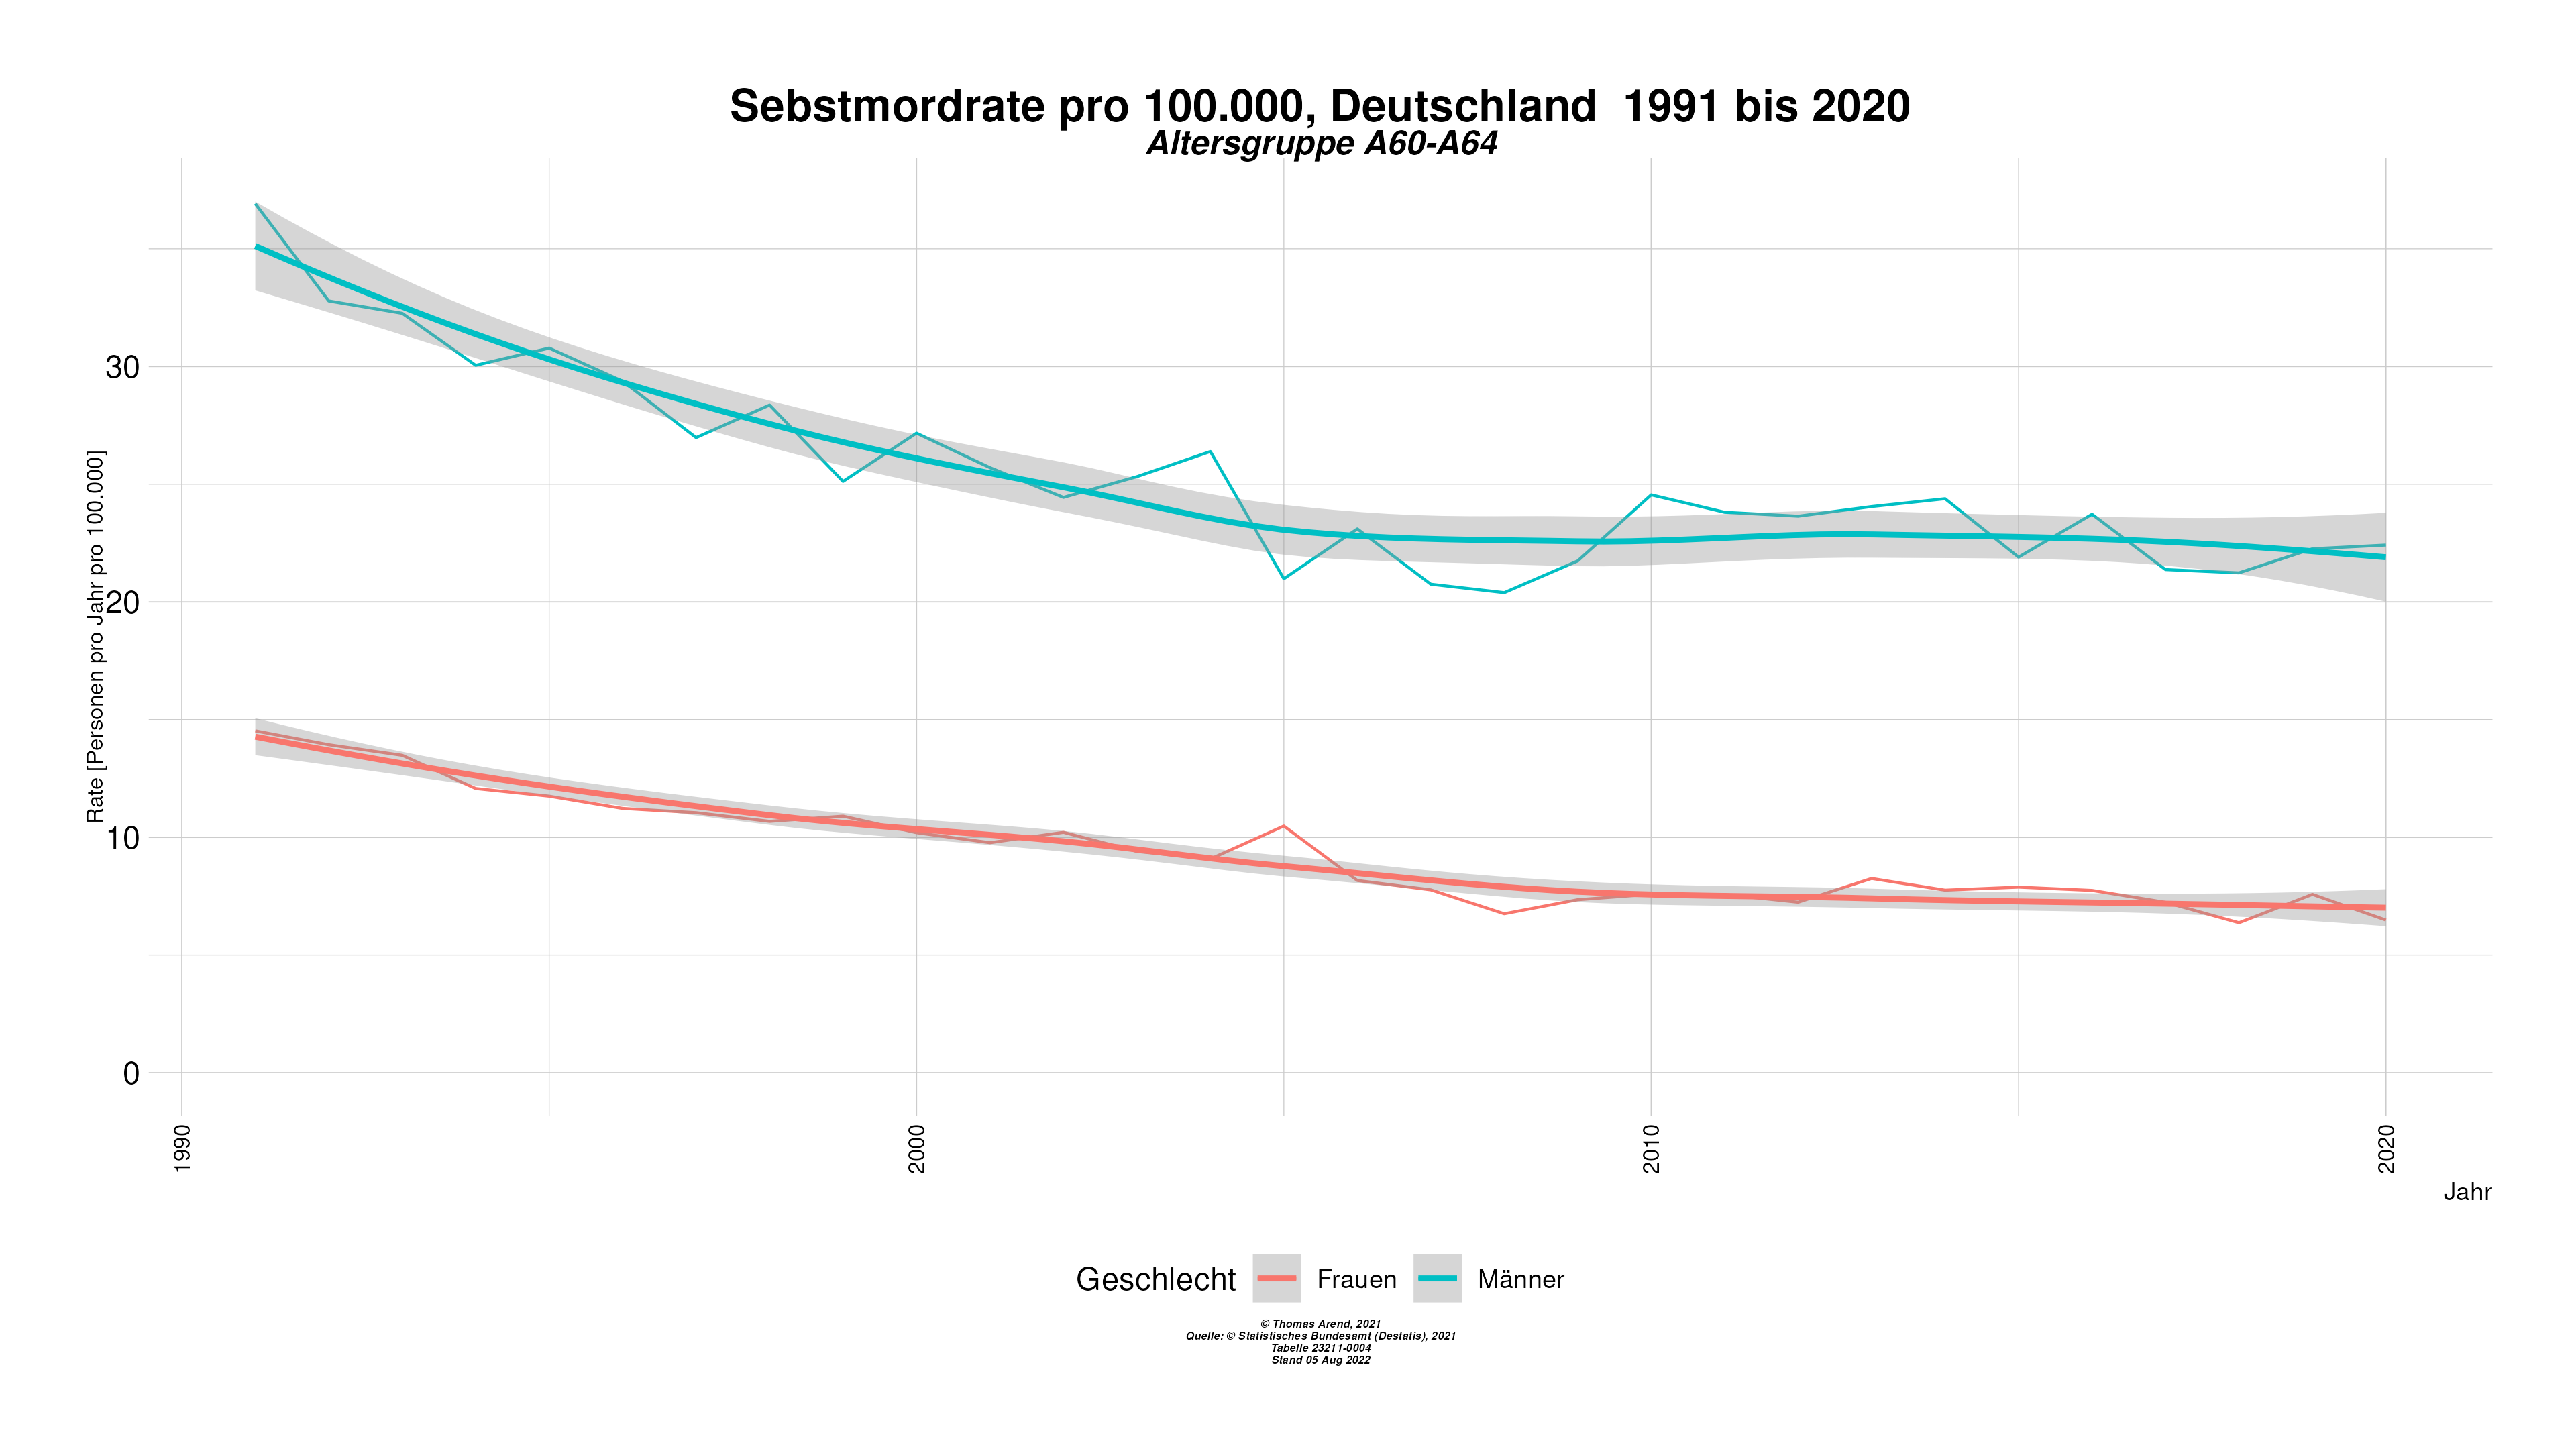 Sebstmordrate pro 100.000, Deutschland  1991 bis 2020
Altersgruppe A60-A64
Rate [Personen pro Jahr pro 100.000]
30
20
10
0
1990
2000
2010
2020
Jahr
Geschlecht Frauen Männer
© Thomas Arend, 2021
Quelle: © Statistisches Bundesamt (Destatis), 2021
Tabelle 23211-0004
Stand 05 Aug 2022